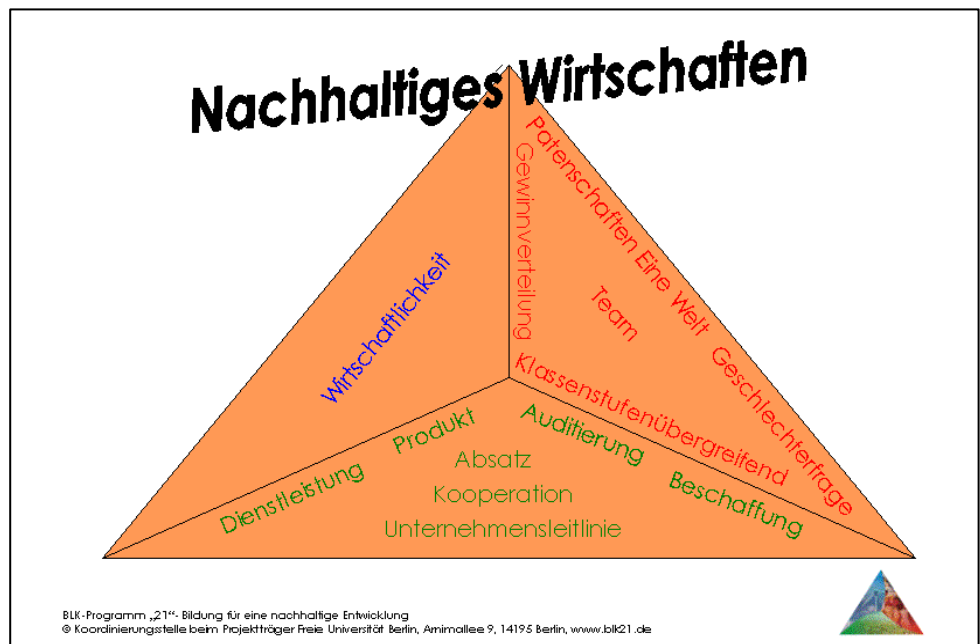 Nachhaltiges Wirtschaften
Wirtschaftlichkeit
Gewinnverteilung
Patenschaften Eine Welt Geschlechterfrage
Team
Klassenstufenübergreifend
Dienstleistung Produkt
Auditierung Beschaffung
Absatz
Kooperation
Unternehmensleitlinie
BLK-Programm „21“- Bildung für eine nachhaltige Entwicklung
© Koordinierungsstelle beim Projektträger Freie Universität Berlin, Arnimallee 9, 14195 Berlin, www.blk21.de